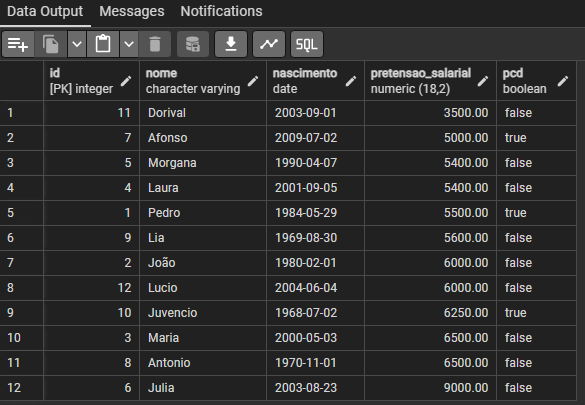 Data Output Messages Notifications
SQL
id nome nascimento pretensao_salarial pcd
[PK] integer character varying date numeric (18,2) boolean
1 11 Dorival 2003-09-01 3500.00 false
2 7 Afonso 2009-07-02 5000.00 true
3 5 Morgana 1990-04-07 5400.00 false
4 4 Laura 2001-09-05 5400.00 false
5 1 Pedro 1984-05-29 5500.00 true
6 9 Lia 1969-08-30 5600.00 false
7 2 João 1980-02-01 6000.00 false
8 12 Lucio 2004-06-04 6000.00 false
9 10 Juvencio 1968-07-02 6250.00 true
10 3 Maria 2000-05-03 6500.00 false
11 8 Antonio 1970-11-01 6500.00 false
12 6 Julia 2003-08-23 9000.00 false